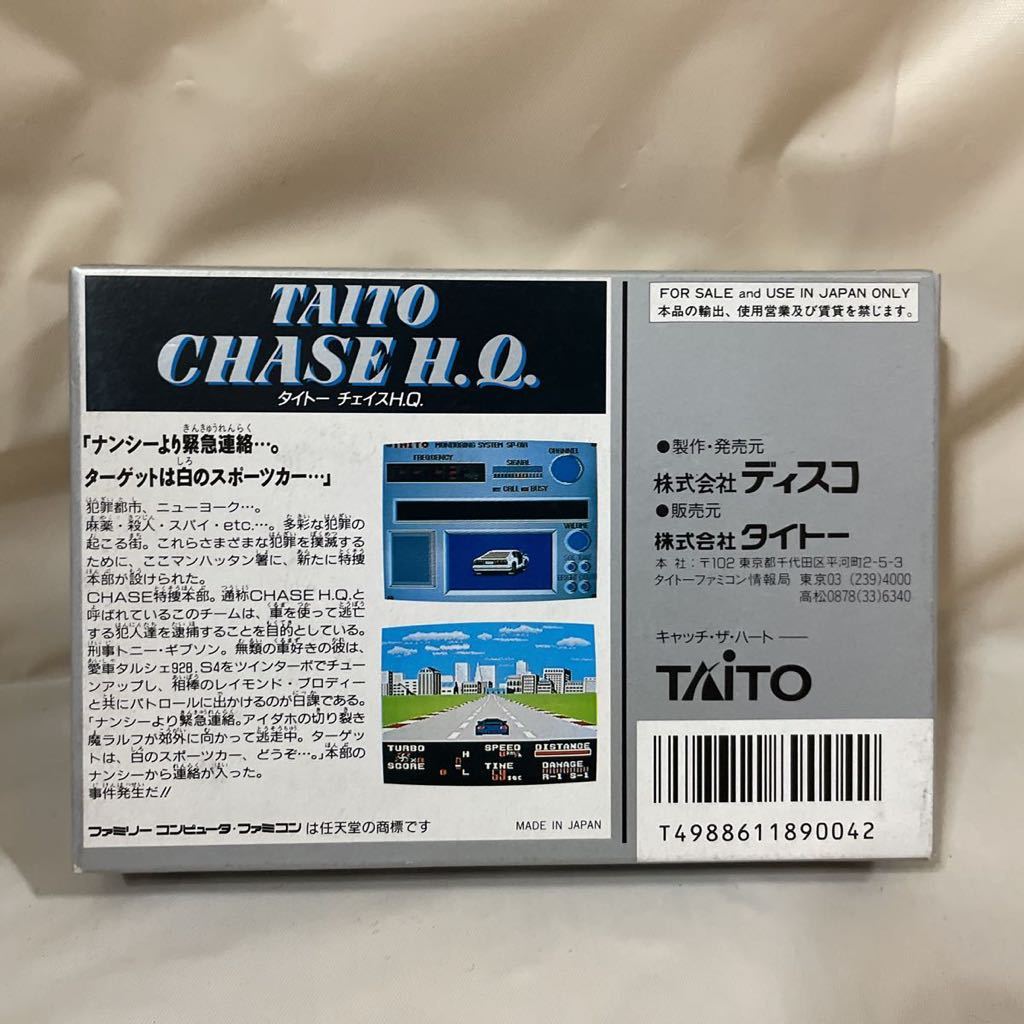 TAITO
CHASE H.Q.
タイトー チェイスH.Q.
「ナンシーより緊急連絡…。
ターゲットは白のスポーツカー…」
犯罪都市、ニューヨーク…。
麻薬・殺人・スパイ・etc.…。多彩な犯罪の
起こる街。これらさまざまな犯罪を撲滅する
ために、ここマンハッタン署に、新たに特捜
本部が設けられた。
CHASE特捜本部。通称CHASE H.Q.と
呼ばれているこのチームは、車を使って逃亡
する犯人達を逮捕することを目的としている。
刑事トニー・ギブソン。無類の車好きの彼は、
愛車タルシェ928.S4をツインターボでチュー
ンアップし、相棒のレイモンド・ブロディー
と共にパトロールに出かけるのが日課である。
「ナンシーより緊急連絡。アイダホの切り裂き
魔ラルフが郊外に向かって逃走中。ターゲッ
トは、白のスポーツカー、どうぞ…。」本部の
ナンシーから連絡が入った。
事件発生だ!!
TAITO MONDORING SYSTEM
FREQUENCY
SIGNAL
CHANNEL
CALL BUSY
VOLUME
TURBO
H
SPEED
DISTANCE
SCORE
L
TIME
sec
DAMAGE
R-1 S-1
ファミリーコンピュータ・ファミコンは任天堂の商標です
MADE IN JAPAN
FOR SALE and USE IN JAPAN ONLY
本品の輸出、使用営業及び賃貸を禁じます。
●製作・発売元
株式会社ディスコ
●販売元
株式会社タイトー
本 社：〒102 東京都千代田区平河町2-5-3
タイトーファミコン情報局 東京03 (239)4000
高松0878(33)6340
キャッチ・ザ・ハート──
TAITO
T4988611890042